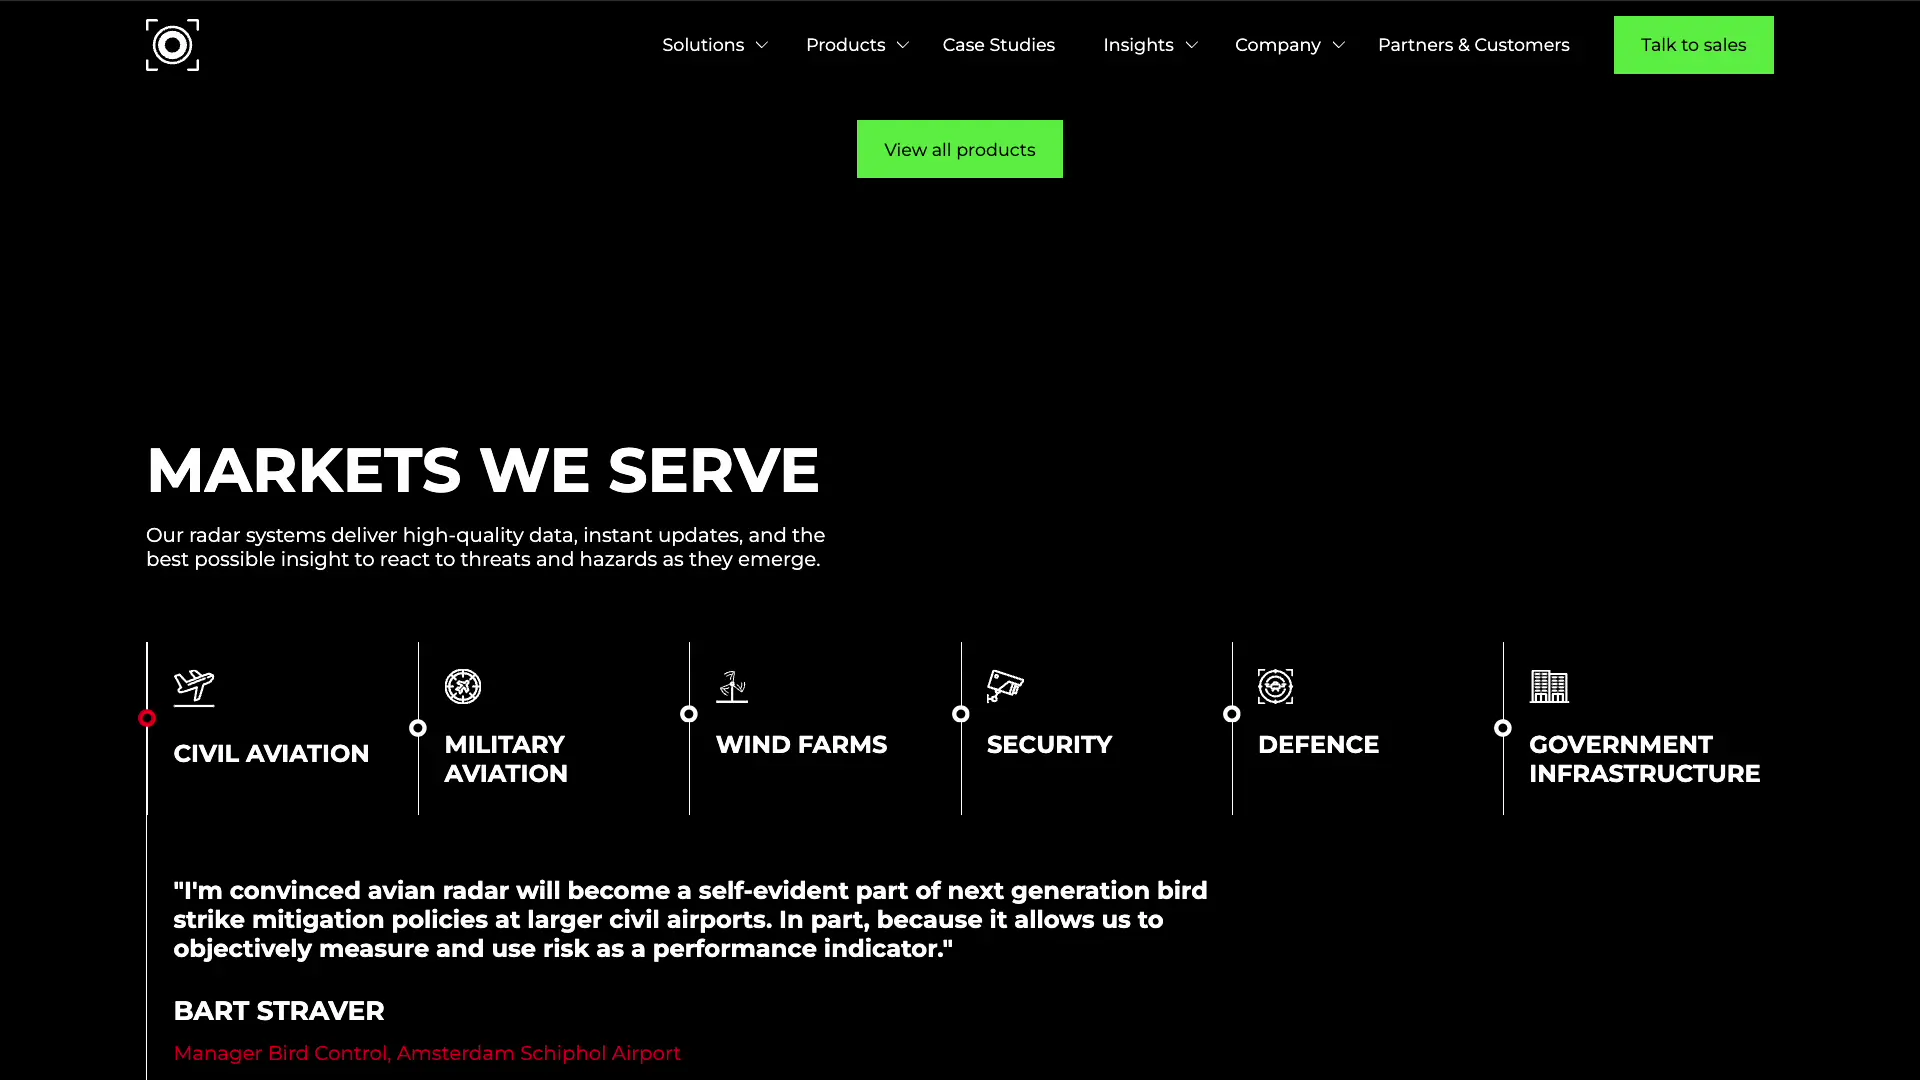 Solutions
Products
Case Studies
Insights
Company
Partners & Customers
Talk to sales
View all products
MARKETS WE SERVE
Our radar systems deliver high-quality data, instant updates, and the
best possible insight to react to threats and hazards as they emerge.
CIVIL AVIATION
MILITARY
AVIATION
WIND FARMS
SECURITY
DEFENCE
GOVERNMENT
INFRASTRUCTURE
"I'm convinced avian radar will become a self-evident part of next generation bird
strike mitigation policies at larger civil airports. In part, because it allows us to
objectively measure and use risk as a performance indicator."
BART STRAVER
Manager Bird Control, Amsterdam Schiphol Airport